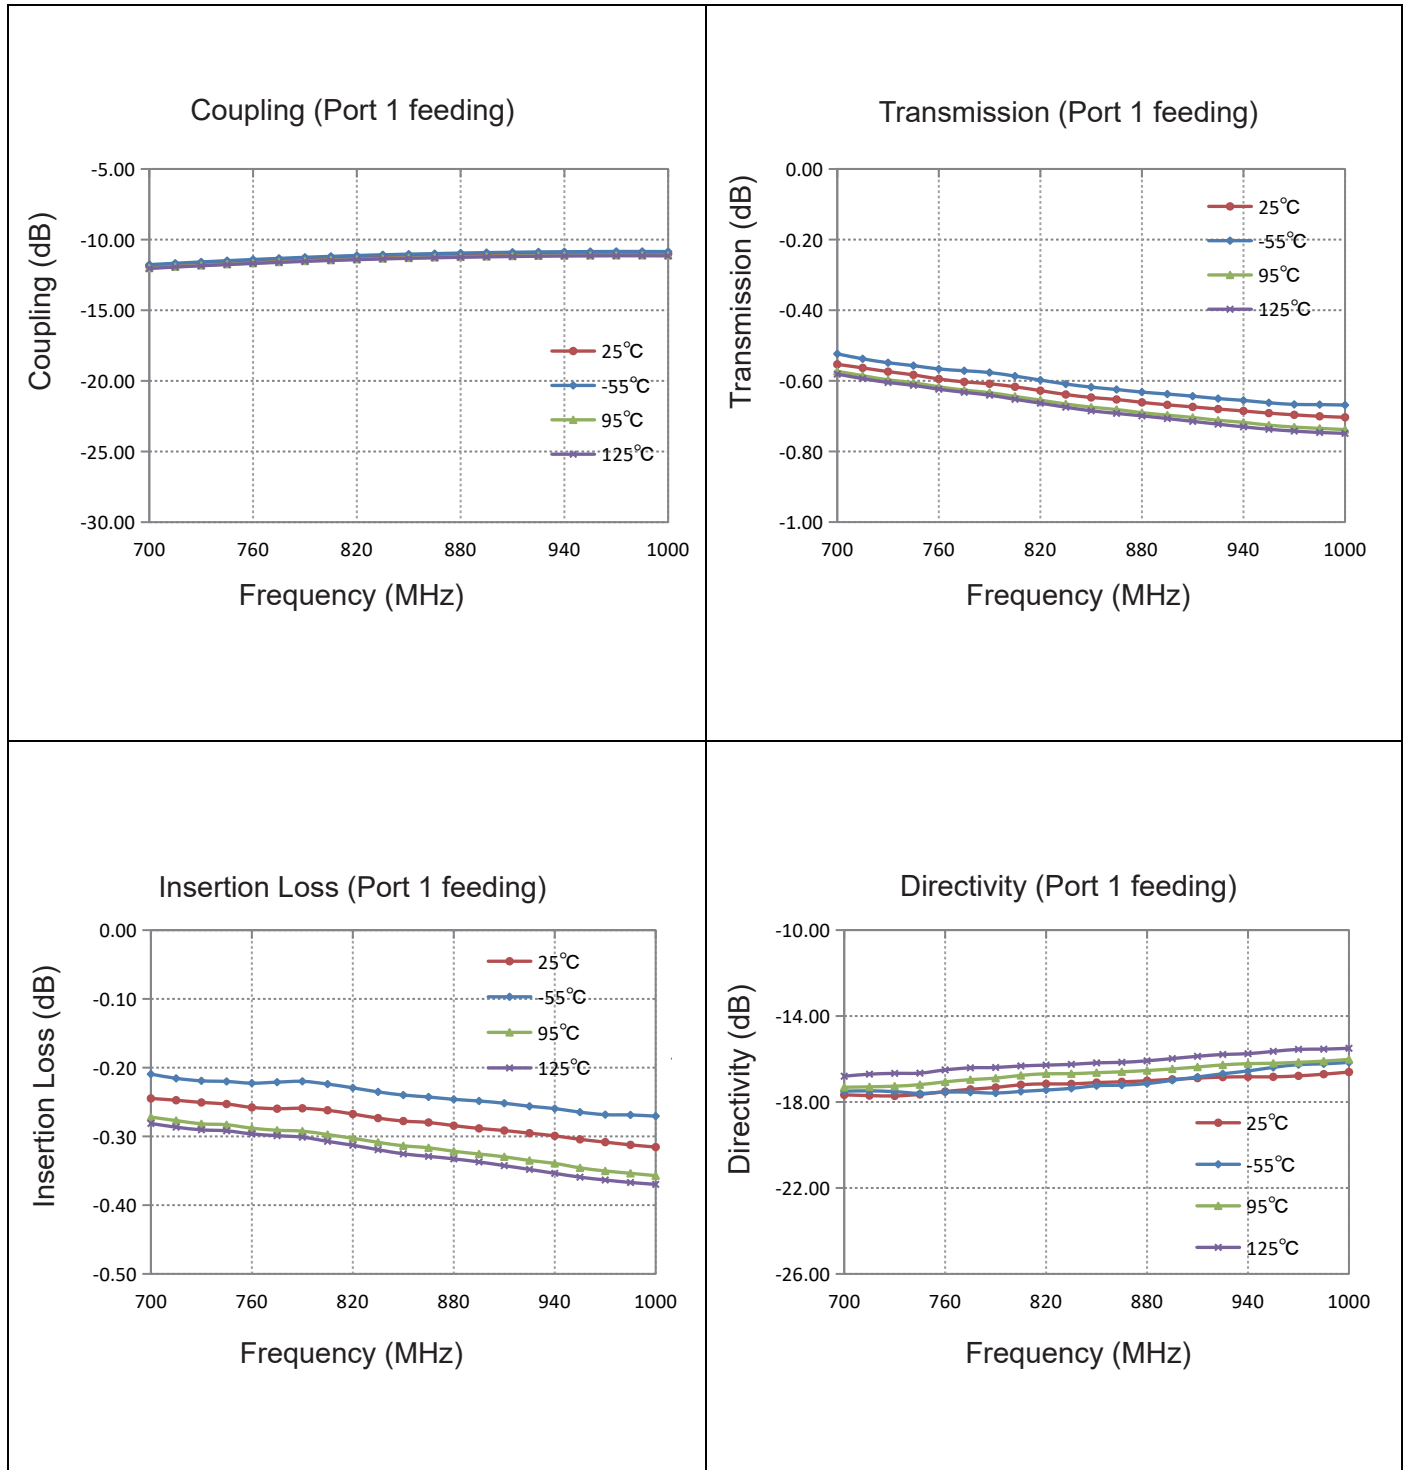 Coupling (Port 1 feeding)
Coupling (dB)
-5.00
-10.00
-15.00
-20.00
-25.00
-30.00
25℃
-55℃
95℃
125℃
700 760 820 880 940 1000
Frequency (MHz)
Transmission (Port 1 feeding)
Transmission (dB)
0.00
-0.20
-0.40
-0.60
-0.80
-1.00
25℃
-55℃
95℃
125℃
700 760 820 880 940 1000
Frequency (MHz)
Insertion Loss (Port 1 feeding)
Insertion Loss (dB)
0.00
-0.10
-0.20
-0.30
-0.40
-0.50
25℃
-55℃
95℃
125℃
700 760 820 880 940 1000
Frequency (MHz)
Directivity (Port 1 feeding)
Directivity (dB)
-10.00
-14.00
-18.00
-22.00
-26.00
25℃
-55℃
95℃
125℃
700 760 820 880 940 1000
Frequency (MHz)